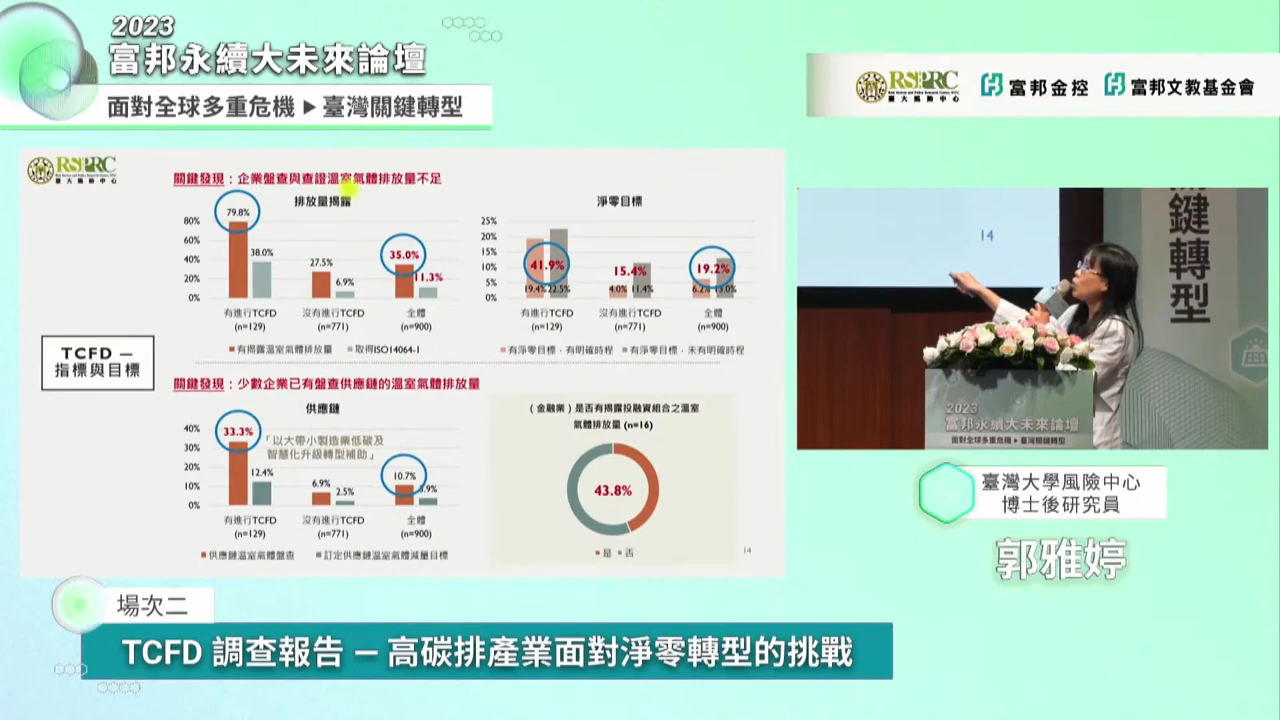 2023
富邦永續大未來論壇
面對全球多重危機▶臺灣關鍵轉型
RSPRC
臺大風險中心
富邦金控
富邦文教基金會
RSPRC
臺大風險中心
關鍵發現：企業盤查與查證溫室氣體排放量不足
排放量揭露
80%
60%
40%
20%
0%
79.8%
38.0%
27.5%
6.9%
35.0%
11.3%
有進行TCFD
(n=129)
沒有進行TCFD
(n=771)
全體
(n=900)
有揭露溫室氣體排放量
取得ISO14064-1
淨零目標
25%
20%
15%
10%
5%
0%
41.9%
19.4%
22.5%
15.4%
4.0%
11.4%
19.2%
6.2%
13.0%
有進行TCFD
(n=129)
沒有進行TCFD
(n=771)
全體
(n=900)
有淨零目標，有明確時程
有淨零目標，未有明確時程
TCFD —
指標與目標
關鍵發現：少數企業已有盤查供應鏈的溫室氣體排放量
供應鏈
40%
30%
20%
10%
0%
33.3%
12.4%
「以大帶小製造業低碳及
智慧化升級轉型補助」
6.9%
2.5%
10.7%
3.9%
有進行TCFD
(n=129)
沒有進行TCFD
(n=771)
全體
(n=900)
供應鏈溫室氣體盤查
訂定供應鏈溫室氣體減量目標
（金融業）是否有揭露投融資組合之溫室
氣體排放量 (n=16)
43.8%
是
否
14
14
關鍵轉型
2023
富邦永續大未來論壇
面對全球多重危機▶臺灣關鍵轉型
臺灣大學風險中心
博士後研究員
郭雅婷
場次二
TCFD 調查報告 — 高碳排產業面對淨零轉型的挑戰